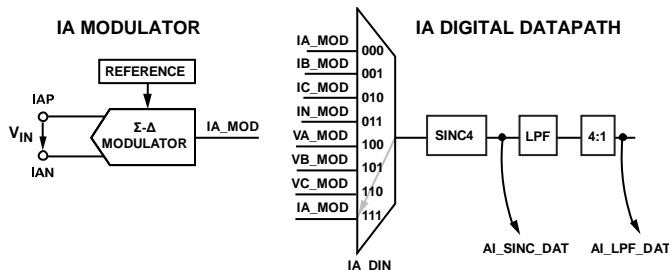 IA MODULATOR
IA DIGITAL DATAPATH
REFERENCE
IAP
VIN
IAN
Σ-Δ
MODULATOR
IA_MOD
IA_MOD 000
IB_MOD 001
IC_MOD 010
IN_MOD 011
VA_MOD 100
VB_MOD 101
VC_MOD 110
IA_MOD 111
IA_DIN
SINC4
LPF
4:1
AI_SINC_DAT
AI_LPF_DAT